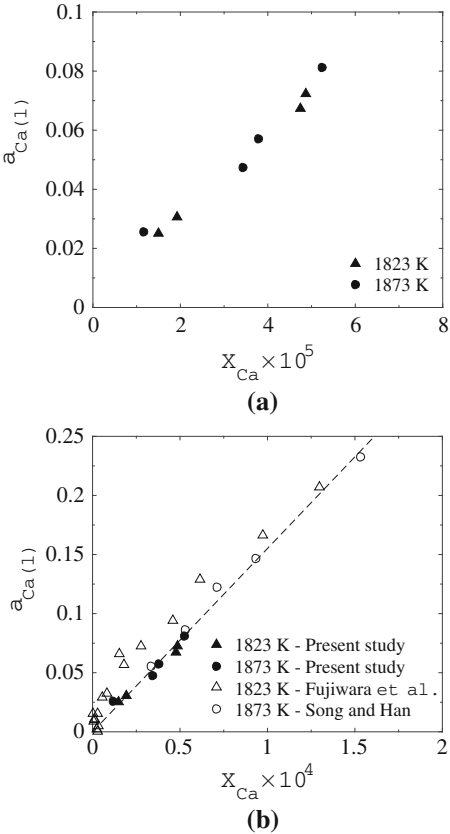 0.1
0.08
0.06
0.04
0.02
0
a_Ca(l)
▲ 1823 K
● 1873 K
0 2 4 6 8
X_Ca×10^5
(a)
0.25
0.2
0.15
0.1
0.05
0
a_Ca(l)
▲ 1823 K - Present study
● 1873 K - Present study
△ 1823 K - Fujiwara et al.
○ 1873 K - Song and Han
0 0.5 1 1.5 2
X_Ca×10^4
(b)